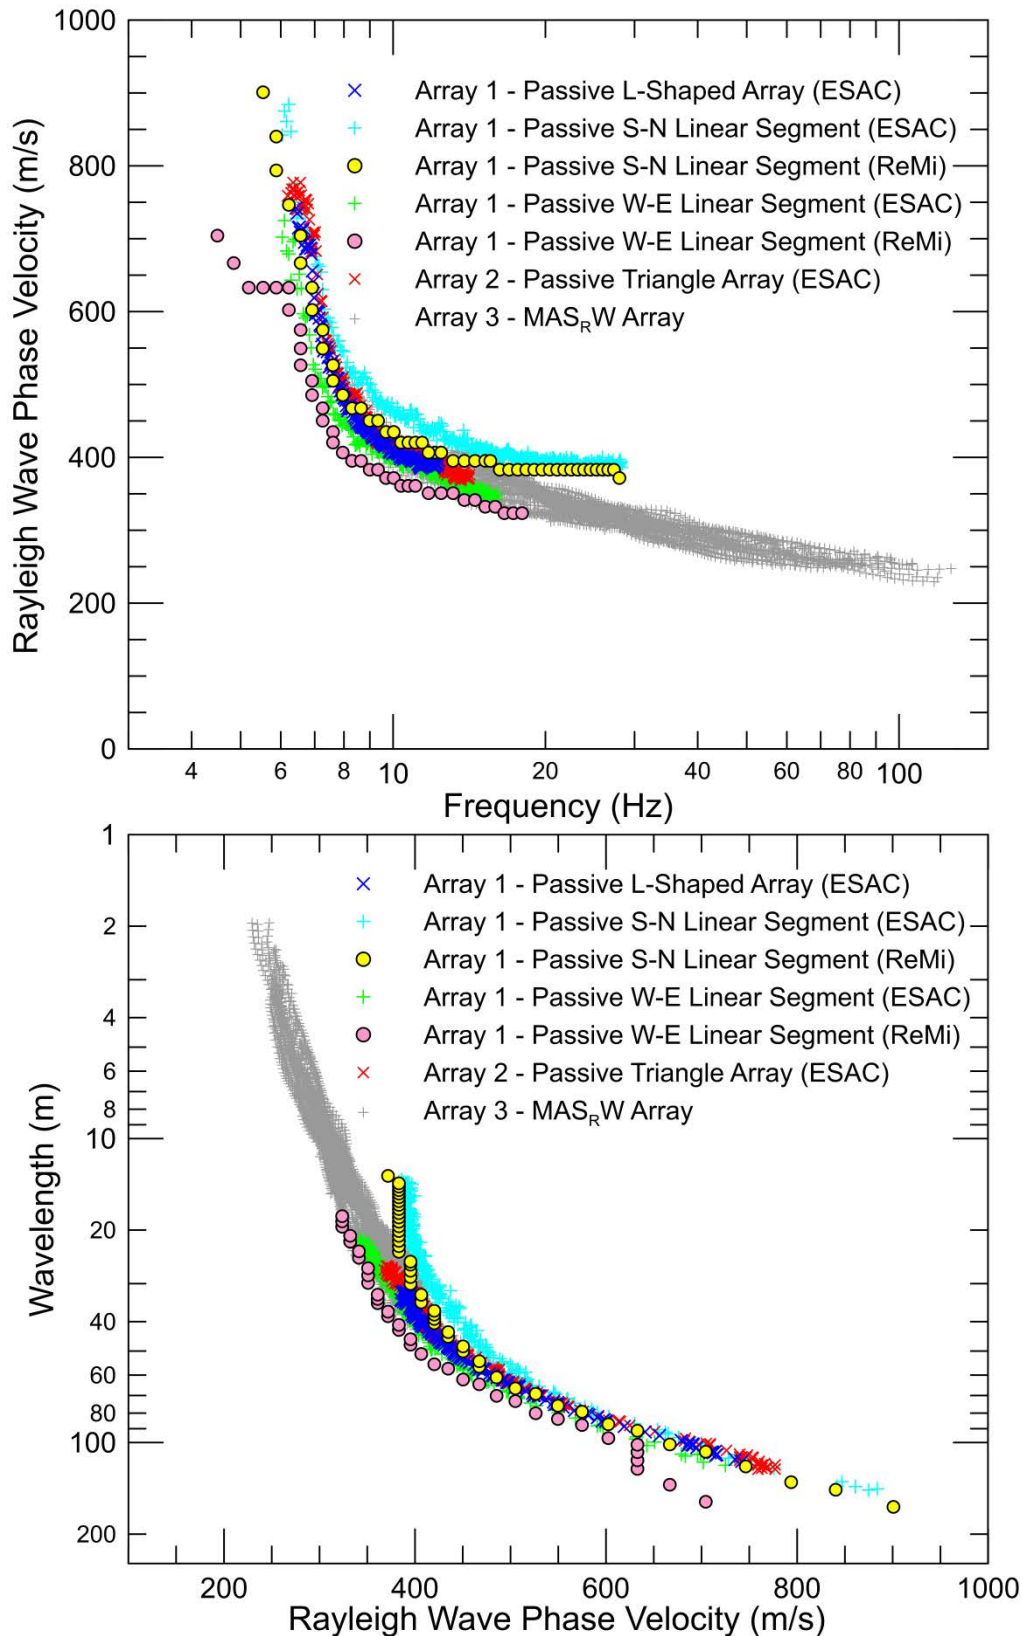 1000
800
600
400
200
0
Rayleigh Wave Phase Velocity (m/s)
Array 1 - Passive L-Shaped Array (ESAC)
Array 1 - Passive S-N Linear Segment (ESAC)
Array 1 - Passive S-N Linear Segment (ReMi)
Array 1 - Passive W-E Linear Segment (ESAC)
Array 1 - Passive W-E Linear Segment (ReMi)
Array 2 - Passive Triangle Array (ESAC)
Array 3 - MASRW Array
4 6 8 10 20 40 60 80 100
Frequency (Hz)
1
2
4
6
8
10
20
40
60
80
100
200
Wavelength (m)
Array 1 - Passive L-Shaped Array (ESAC)
Array 1 - Passive S-N Linear Segment (ESAC)
Array 1 - Passive S-N Linear Segment (ReMi)
Array 1 - Passive W-E Linear Segment (ESAC)
Array 1 - Passive W-E Linear Segment (ReMi)
Array 2 - Passive Triangle Array (ESAC)
Array 3 - MASRW Array
200 400 600 800 1000
Rayleigh Wave Phase Velocity (m/s)